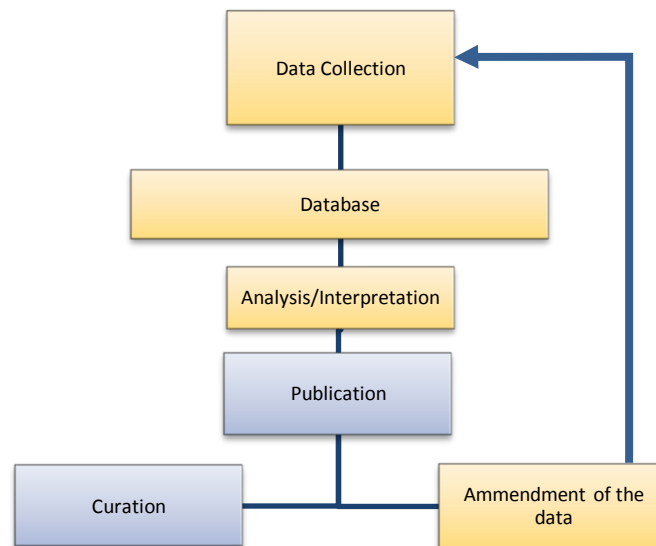 Data Collection
Database
Analysis/Interpretation
Publication
Curation
Ammendment of the
data